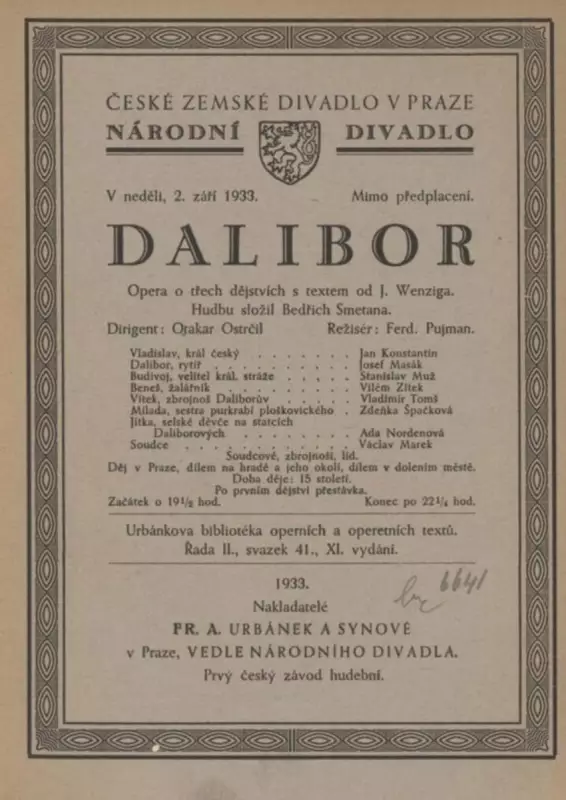 ČESKÉ ZEMSKÉ DIVADLO V PRAZE
NÁRODNÍ DIVADLO
V neděli, 2. září 1933. Mimo předplacení.
DALIBOR
Opera o třech dějstvích s textem od J. Wenziga.
Hudbu složil Bedřich Smetana.
Dirigent: Otakar Ostrčil Režisér: Ferd. Pujman.
Vladislav, král český . . . . . . . Jan Konstantin
Dalibor, rytíř . . . . . . . . . . Josef Masák
Budivoj, velitel král. stráže . . . . . Stanislav Muž
Beneš, žalářník . . . . . . . . . . Vilém Zítek
Vítek, zbrojnoš Daliborův . . . . . . Vladimír Tomš
Milada, sestra purkrabí ploškovického . Zdeňka Špačková
Jitka, selské děvče na statcích
Daliborových . . . . . . . . Ada Nordenová
Soudce . . . . . . . . . . . . Václav Marek
Soudcové, zbrojnoši, lid.
Děj v Praze, dílem na hradě a jeho okolí, dílem v dolením městě.
Doba děje: 15 století.
Po prvním dějství přestávka.
Začátek o 19½ hod. Konec po 22¼ hod.
Urbánkova bibliotéka operních a operetních textů.
Řada II., svazek 41., XI. vydání.
1933.
6641
Nakladatelé
FR. A. URBÁNEK A SYNOVÉ
v Praze, VEDLE NÁRODNÍHO DIVADLA.
Prvý český závod hudební.